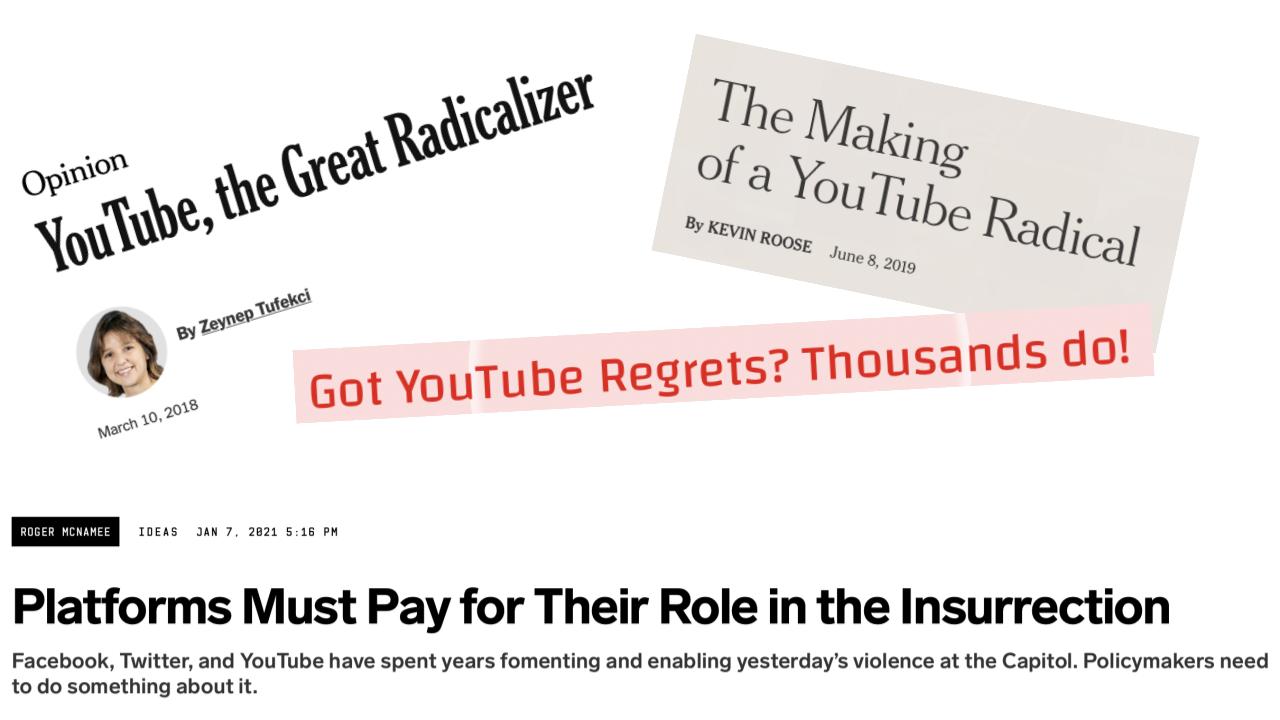 Opinion
YouTube, the Great Radicalizer
By Zeynep Tufekci
March 10, 2018
The Making
of a YouTube Radical
By KEVIN ROOSE June 8, 2019
Got YouTube Regrets? Thousands do!
ROGER MCNAMEE IDEAS JAN 7, 2021 5:16 PM
Platforms Must Pay for Their Role in the Insurrection
Facebook, Twitter, and YouTube have spent years fomenting and enabling yesterday’s violence at the Capitol. Policymakers need
to do something about it.